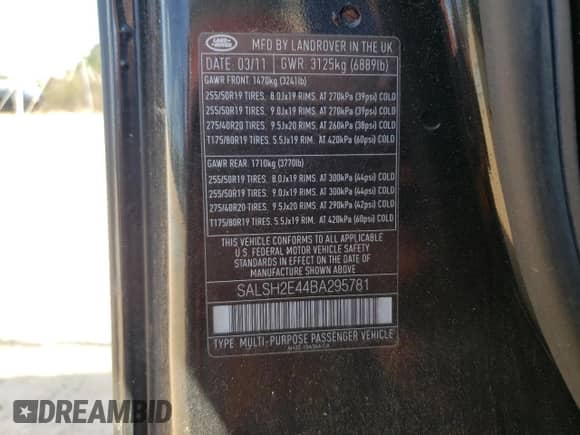 LAND ROVER
MFD BY LANDROVER IN THE UK
DATE: 03/11 GWR: 3125kg (6889lb)
GAWR FRONT: 1470kg (3241lb)
255/50R19 TIRES. 8.0Jx19 RIMS. AT 270kPa (39psi) COLD
255/50R19 TIRES. 9.0Jx19 RIMS. AT 270kPa (39psi) COLD
275/40R20 TIRES. 9.5Jx20 RIMS. AT 260kPa (38psi) COLD
T175/80R19 TIRES. 5.5Jx19 RIM. AT 420kPa (60psi) COLD
GAWR REAR: 1710kg (3770lb)
255/50R19 TIRES. 8.0Jx19 RIMS. AT 300kPa (44psi) COLD
255/50R19 TIRES. 9.0Jx19 RIMS. AT 300kPa (44psi) COLD
275/40R20 TIRES. 9.5Jx20 RIMS. AT 290kPa (42psi) COLD
T175/80R19 TIRES. 5.5Jx19 RIM. AT 420kPa (60psi) COLD
THIS VEHICLE CONFORMS TO ALL APPLICABLE
U.S. FEDERAL MOTOR VEHICLE SAFETY
STANDARDS IN EFFECT ON THE DATE OF
MANUFACTURE SHOWN ABOVE.
SALSH2E44BA295781
TYPE: MULTI-PURPOSE PASSENGER VEHICLE
DREAMBID